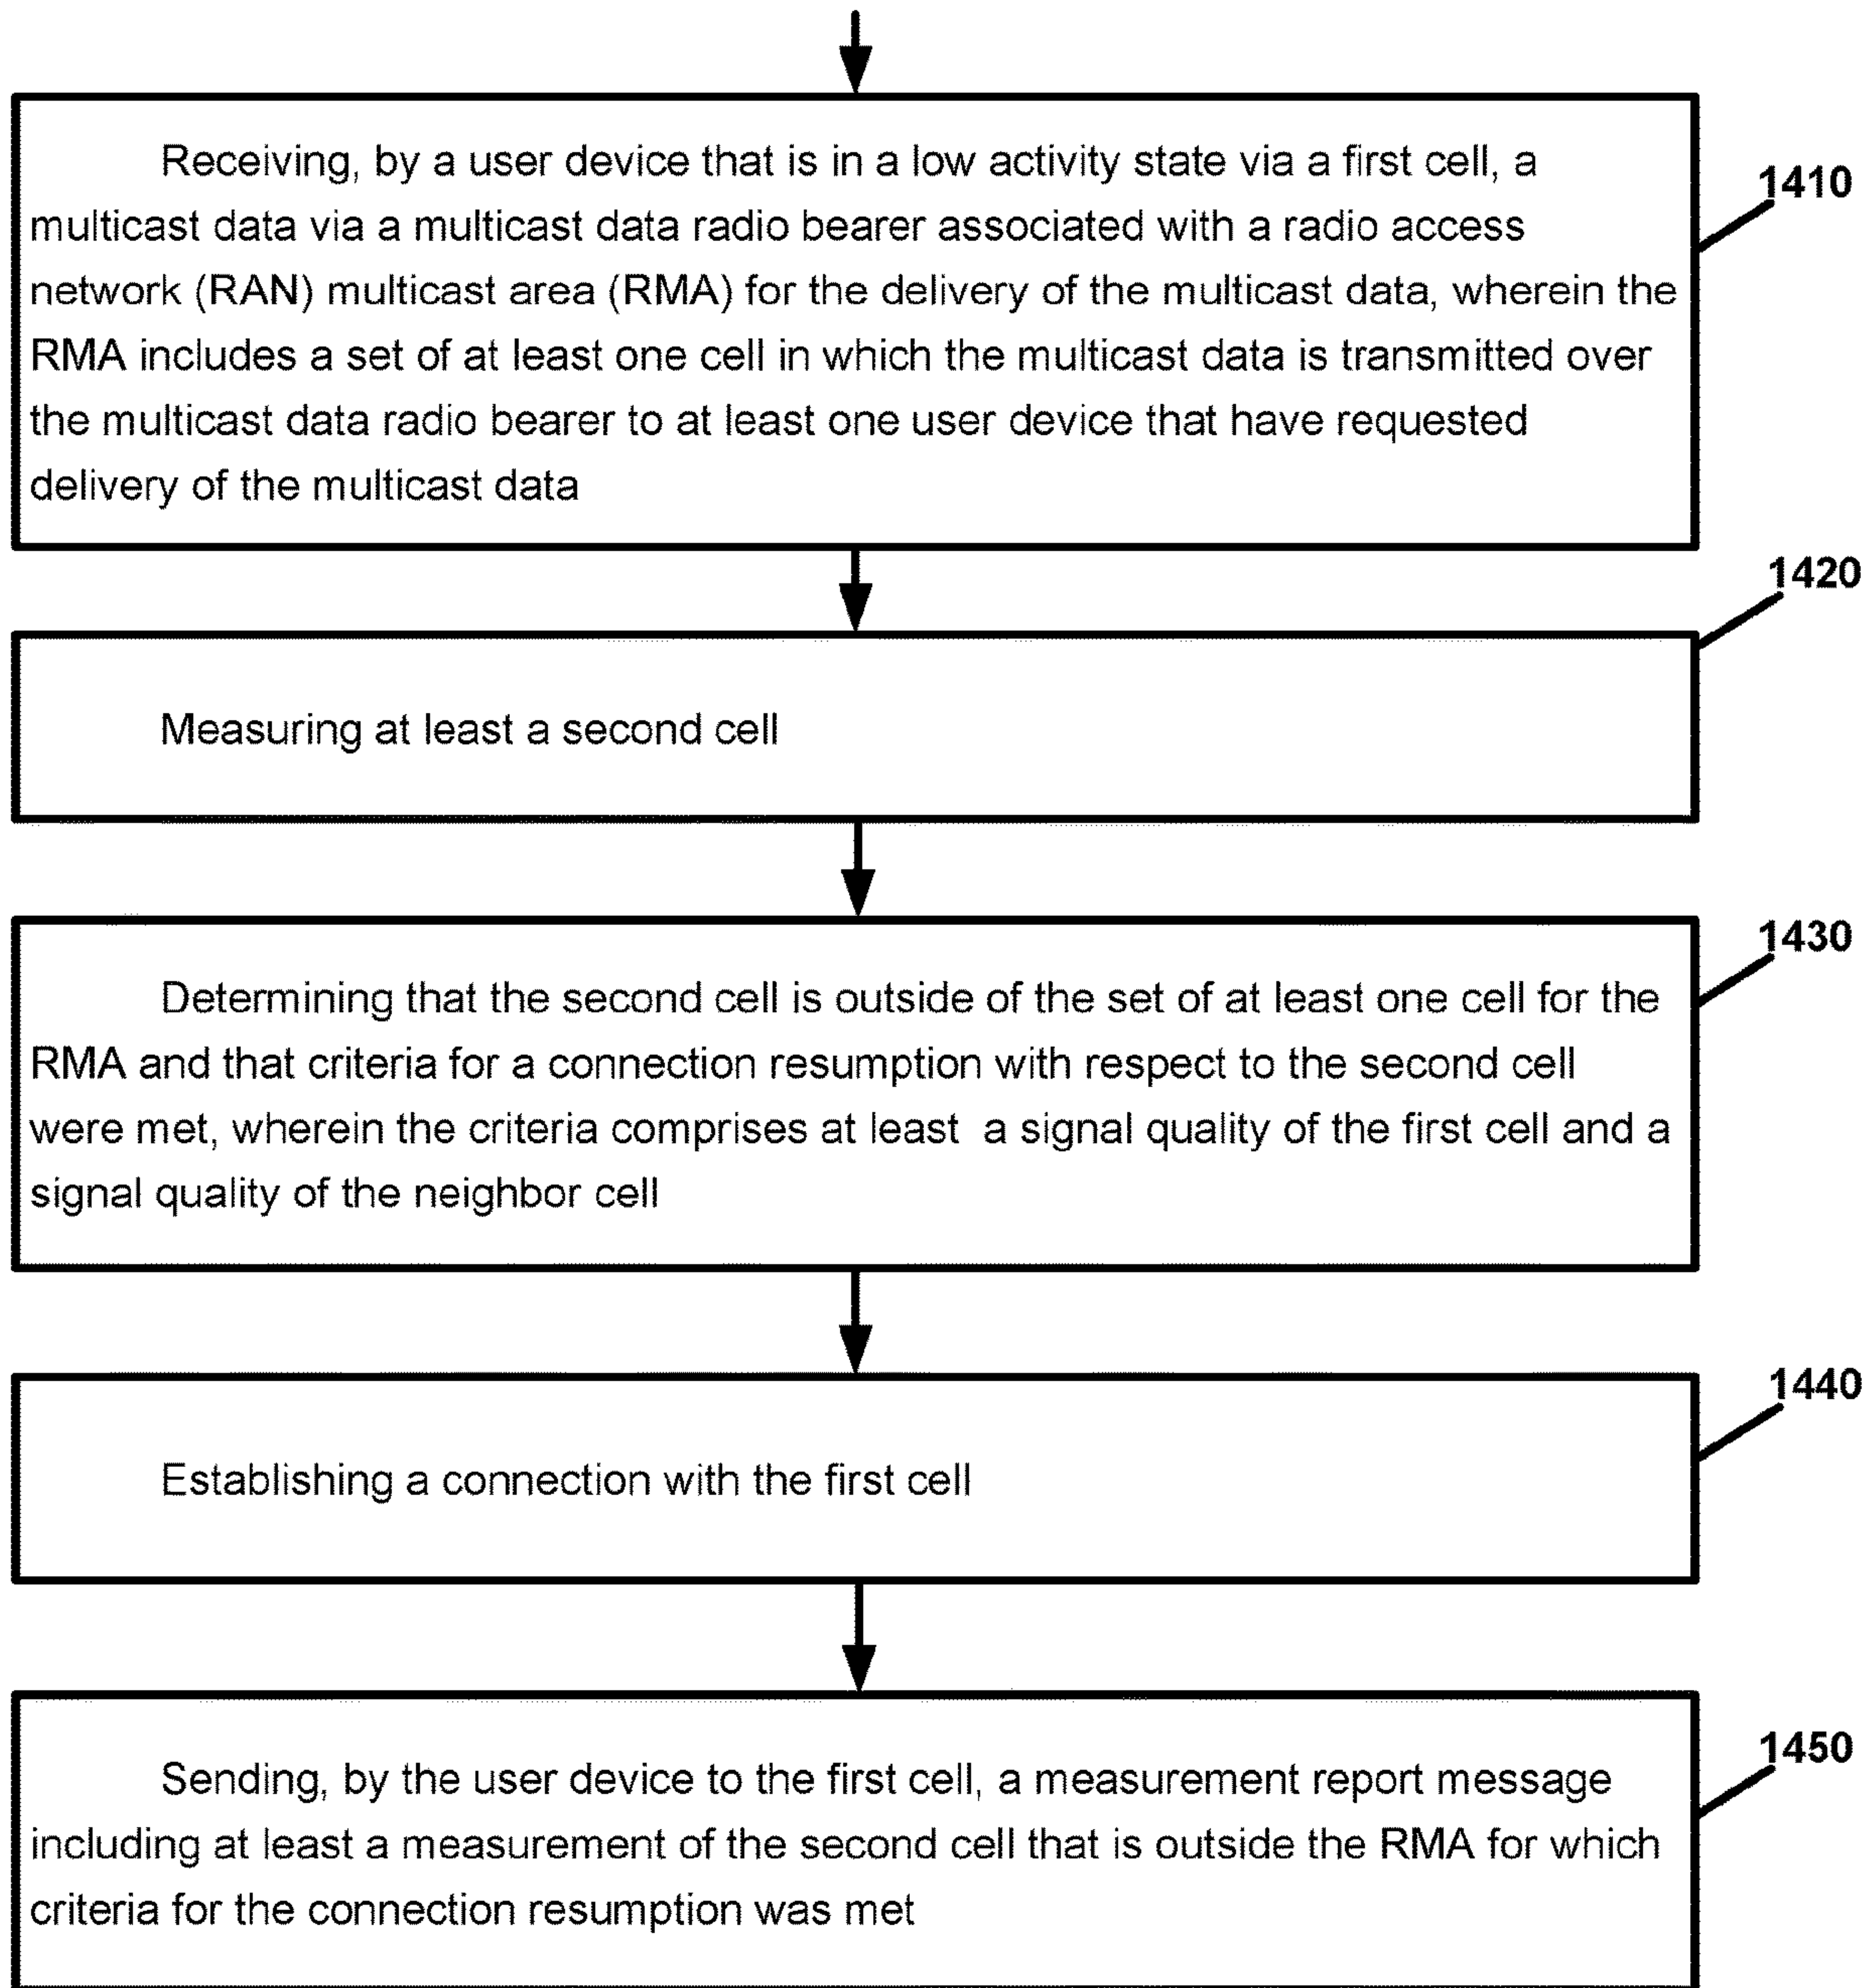 Receiving, by a user device that is in a low activity state via a first cell, a
multicast data via a multicast data radio bearer associated with a radio access
network (RAN) multicast area (RMA) for the delivery of the multicast data, wherein the
RMA includes a set of at least one cell in which the multicast data is transmitted over
the multicast data radio bearer to at least one user device that have requested
delivery of the multicast data
1410
1420
Measuring at least a second cell
1430
Determining that the second cell is outside of the set of at least one cell for the
RMA and that criteria for a connection resumption with respect to the second cell
were met, wherein the criteria comprises at least a signal quality of the first cell and a
signal quality of the neighbor cell
1440
Establishing a connection with the first cell
1450
Sending, by the user device to the first cell, a measurement report message
including at least a measurement of the second cell that is outside the RMA for which
criteria for the connection resumption was met